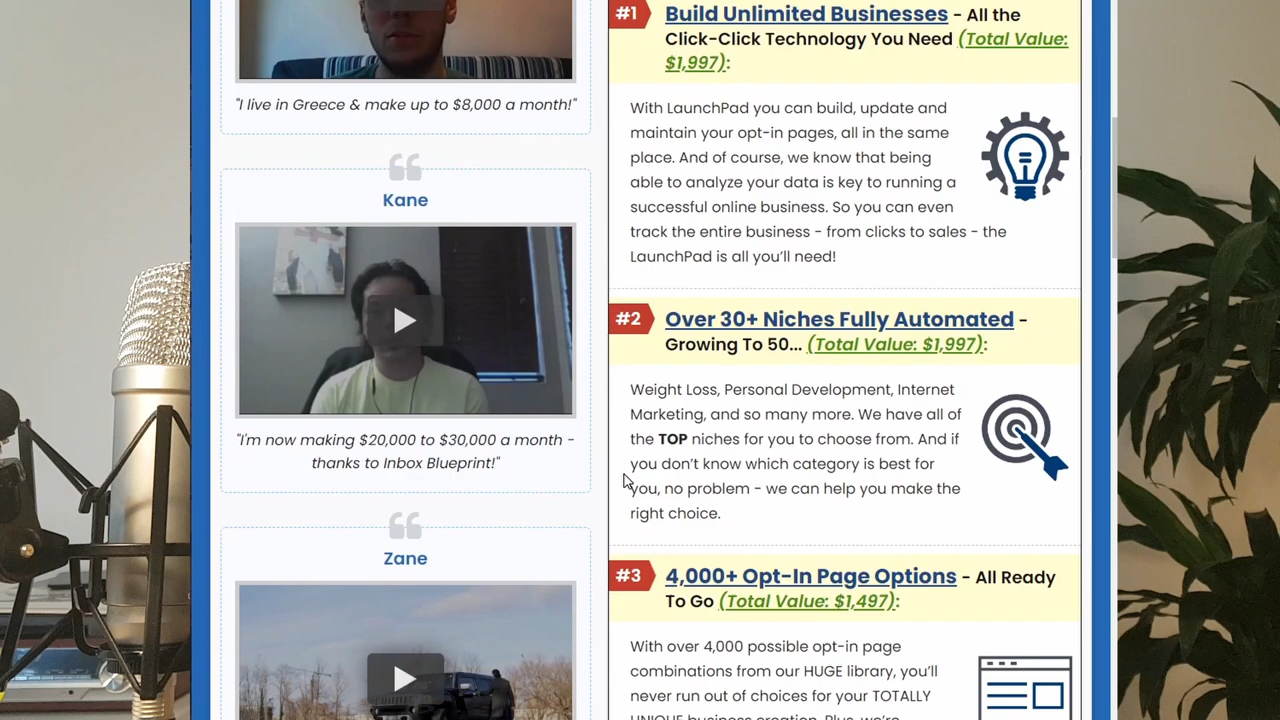 "I live in Greece & make up to $8,000 a month!"
Kane
"I'm now making $20,000 to $30,000 a month -
thanks to Inbox Blueprint!"
Zane
#1 Build Unlimited Businesses - All the
Click-Click Technology You Need (Total Value:
$1,997):
With LaunchPad you can build, update and
maintain your opt-in pages, all in the same
place. And of course, we know that being
able to analyze your data is key to running a
successful online business. So you can even
track the entire business - from clicks to sales - the
LaunchPad is all you’ll need!
#2 Over 30+ Niches Fully Automated -
Growing To 50... (Total Value: $1,997):
Weight Loss, Personal Development, Internet
Marketing, and so many more. We have all of
the TOP niches for you to choose from. And if
you don’t know which category is best for
you, no problem - we can help you make the
right choice.
#3 4,000+ Opt-In Page Options - All Ready
To Go (Total Value: $1,497):
With over 4,000 possible opt-in page
combinations from our HUGE library, you’ll
never run out of choices for your TOTALLY
UNIQUE business creation. Plus, we’re